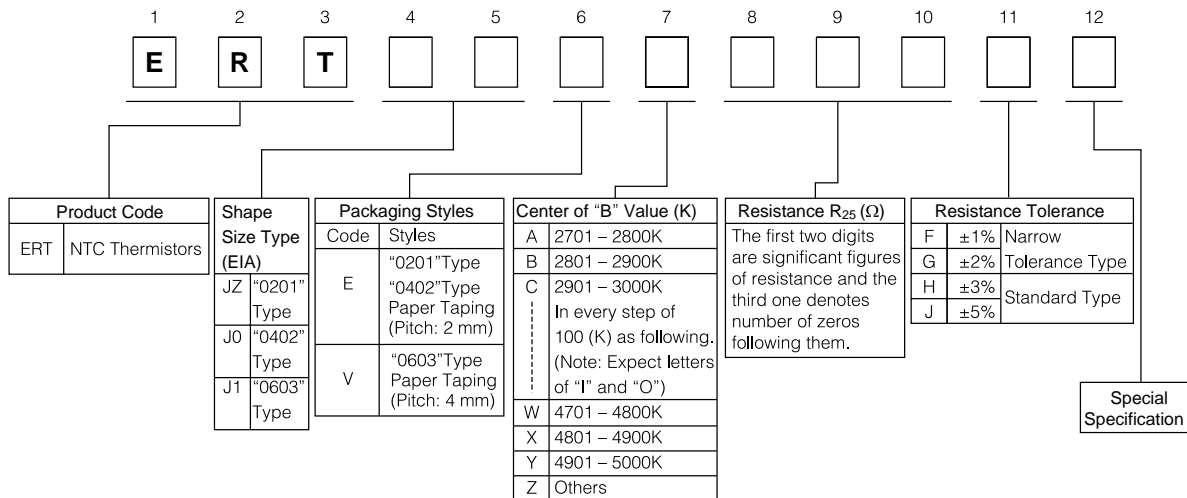 1 2 3 4 5 6 7 8 9 10 11 12
E R T
Product Code
ERT NTC Thermistors
Shape
Size Type
(EIA)
JZ "0201"
Type
J0 "0402"
Type
J1 "0603"
Type
Packaging Styles
Code Styles
E
"0201"Type
"0402"Type
Paper Taping
(Pitch: 2 mm)
V
"0603"Type
Paper Taping
(Pitch: 4 mm)
Center of "B" Value (K)
A 2701 – 2800K
B 2801 – 2900K
C 2901 – 3000K
In every step of
100 (K) as following.
(Note: Expect letters
of "I" and "O")
W 4701 – 4800K
X 4801 – 4900K
Y 4901 – 5000K
Z Others
Resistance R25 (Ω)
The first two digits
are significant figures
of resistance and the
third one denotes
number of zeros
following them.
Resistance Tolerance
F ±1% Narrow
G ±2% Tolerance Type
H ±3%
Standard Type
J ±5%
Special
Specification